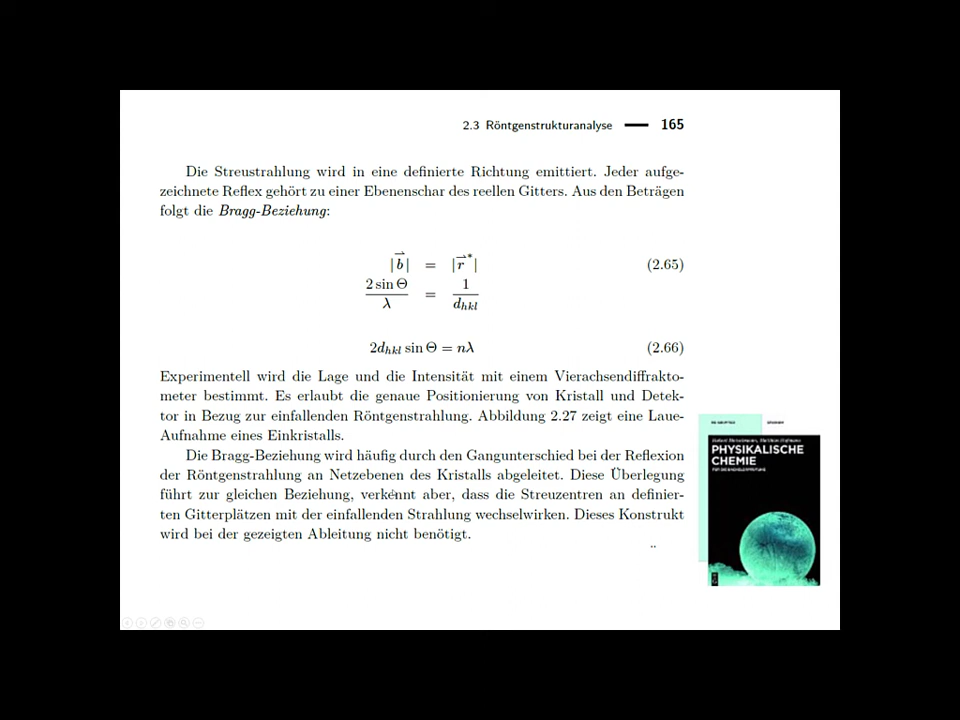 2.3 Röntgenstrukturanalyse — 165
Die Streustrahlung wird in eine definierte Richtung emittiert. Jeder aufge-
zeichnete Reflex gehört zu einer Ebenenschar des reellen Gitters. Aus den Beträgen
folgt die Bragg-Beziehung:
|b⃗| = |r⃗*| (2.65)
2 sin Θ / λ = 1 / d_hkl
2d_hkl sin Θ = nλ (2.66)
Experimentell wird die Lage und die Intensität mit einem Vierachsendiffrakto-
meter bestimmt. Es erlaubt die genaue Positionierung von Kristall und Detek-
tor in Bezug zur einfallenden Röntgenstrahlung. Abbildung 2.27 zeigt eine Laue-
Aufnahme eines Einkristalls.
Die Bragg-Beziehung wird häufig durch den Gangunterschied bei der Reflexion
der Röntgenstrahlung an Netzebenen des Kristalls abgeleitet. Diese Überlegung
führt zur gleichen Beziehung, verkennt aber, dass die Streuzentren an definier-
ten Gitterplätzen mit der einfallenden Strahlung wechselwirken. Dieses Konstrukt
wird bei der gezeigten Ableitung nicht benötigt.
DE GRUYTER STUDIUM
PHYSIKALISCHE
CHEMIE